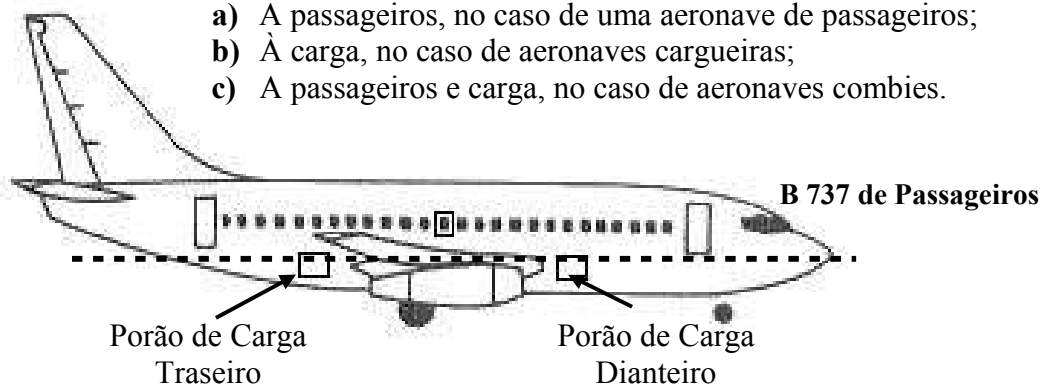 a) A passageiros, no caso de uma aeronave de passageiros;
b) À carga, no caso de aeronaves cargueiras;
c) A passageiros e carga, no caso de aeronaves combies.
B 737 de Passageiros
Porão de Carga
Traseiro
Porão de Carga
Dianteiro